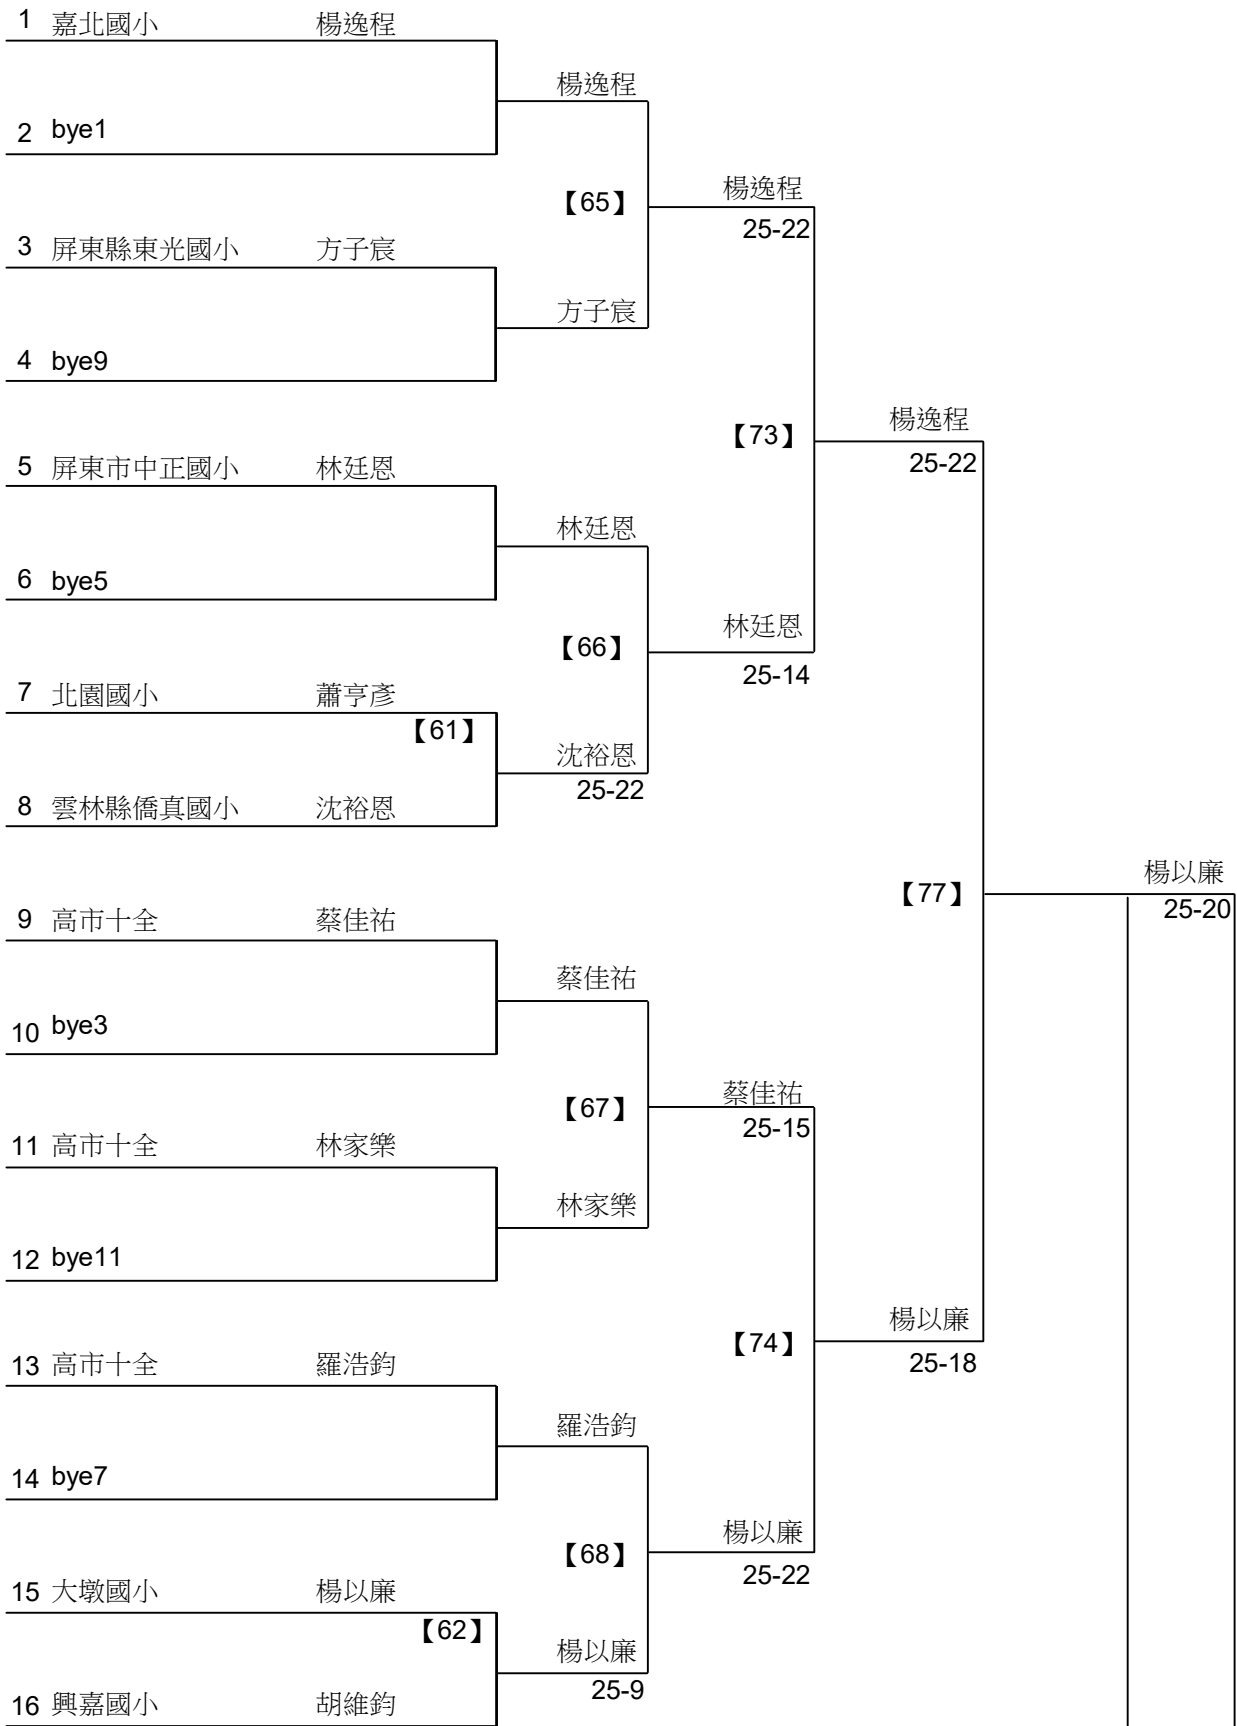 1 嘉北國小 楊逸程
楊逸程
2 bye1
楊逸程
【65】
25-22
3 屏東縣東光國小 方子宸
方子宸
4 bye9
楊逸程
【73】
25-22
5 屏東市中正國小 林廷恩
林廷恩
6 bye5
林廷恩
【66】
25-14
7 北園國小 蕭亨彥
【61】
沈裕恩
25-22
8 雲林縣僑真國小 沈裕恩
楊以廉
【77】
25-20
9 高市十全 蔡佳祐
蔡佳祐
10 bye3
蔡佳祐
【67】
25-15
11 高市十全 林家樂
林家樂
12 bye11
楊以廉
【74】
25-18
13 高市十全 羅浩鈞
羅浩鈞
14 bye7
楊以廉
【68】
25-22
15 大墩國小 楊以廉
【62】
楊以廉
25-9
16 興嘉國小 胡維鈞